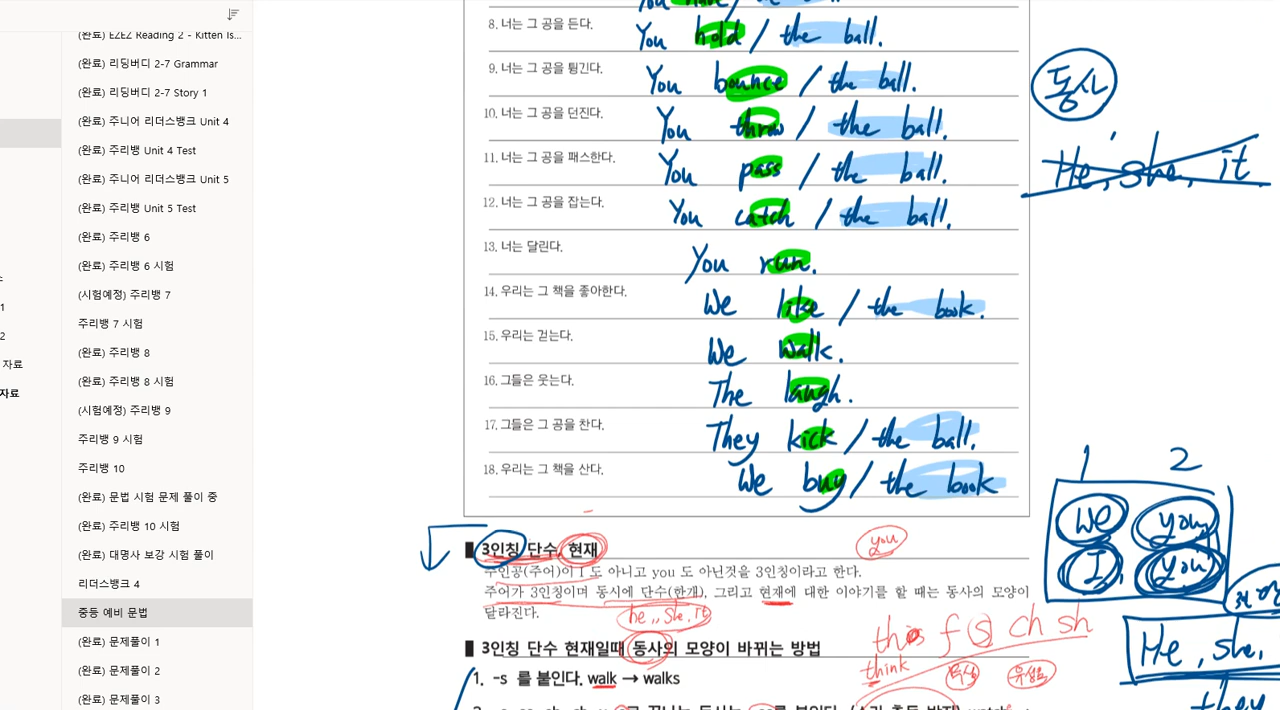 (완료) EZEZ Reading 2 - Kitten Is...
(완료) 리딩버디 2-7 Grammar
(완료) 리딩버디 2-7 Story 1
(완료) 주니어 리더스뱅크 Unit 4
(완료) 주리뱅 Unit 4 Test
(완료) 주니어 리더스뱅크 Unit 5
(완료) 주리뱅 Unit 5 Test
(완료) 주리뱅 6
(완료) 주리뱅 6 시험
(시험예정) 주리뱅 7
주리뱅 7 시험
(완료) 주리뱅 8
(완료) 주리뱅 8 시험
(시험예정) 주리뱅 9
주리뱅 9 시험
주리뱅 10
(완료) 문법 시험 문제 풀이 중
(완료) 주리뱅 10 시험
(완료) 대명사 보강 시험 풀이
리더스뱅크 4
중등 예비 문법
(완료) 문제풀이 1
(완료) 문제풀이 2
(완료) 문제풀이 3
1
2
자료
자료
8. 너는 그 공을 든다.
You hold / the ball.
9. 너는 그 공을 튕긴다.
You bounce / the ball.
10. 너는 그 공을 던진다.
You throw / the ball.
11. 너는 그 공을 패스한다.
You pass / the ball.
12. 너는 그 공을 잡는다.
You catch / the ball.
13. 너는 달린다.
You run.
14. 우리는 그 책을 좋아한다.
We like / the book.
15. 우리는 걷는다.
We walk.
16. 그들은 웃는다.
The laugh.
17. 그들은 그 공을 찬다.
They kick / the ball.
18. 우리는 그 책을 산다.
We buy / the book
동사
He, she, it
3인칭 단수, 현재
you
주인공(주어)이 I 도 아니고 you 도 아닌것을 3인칭이라고 한다.
주어가 3인칭이며 동시에 단수(한개), 그리고 현재에 대한 이야기를 할 때는 동사의 모양이
달라진다.
he, she, it
3인칭 단수 현재일때 동사의 모양이 바뀌는 방법
f s ch sh
think
유성음
1. -s 를 붙인다. walk → walks
1 2
We you
I you
He, she,
they